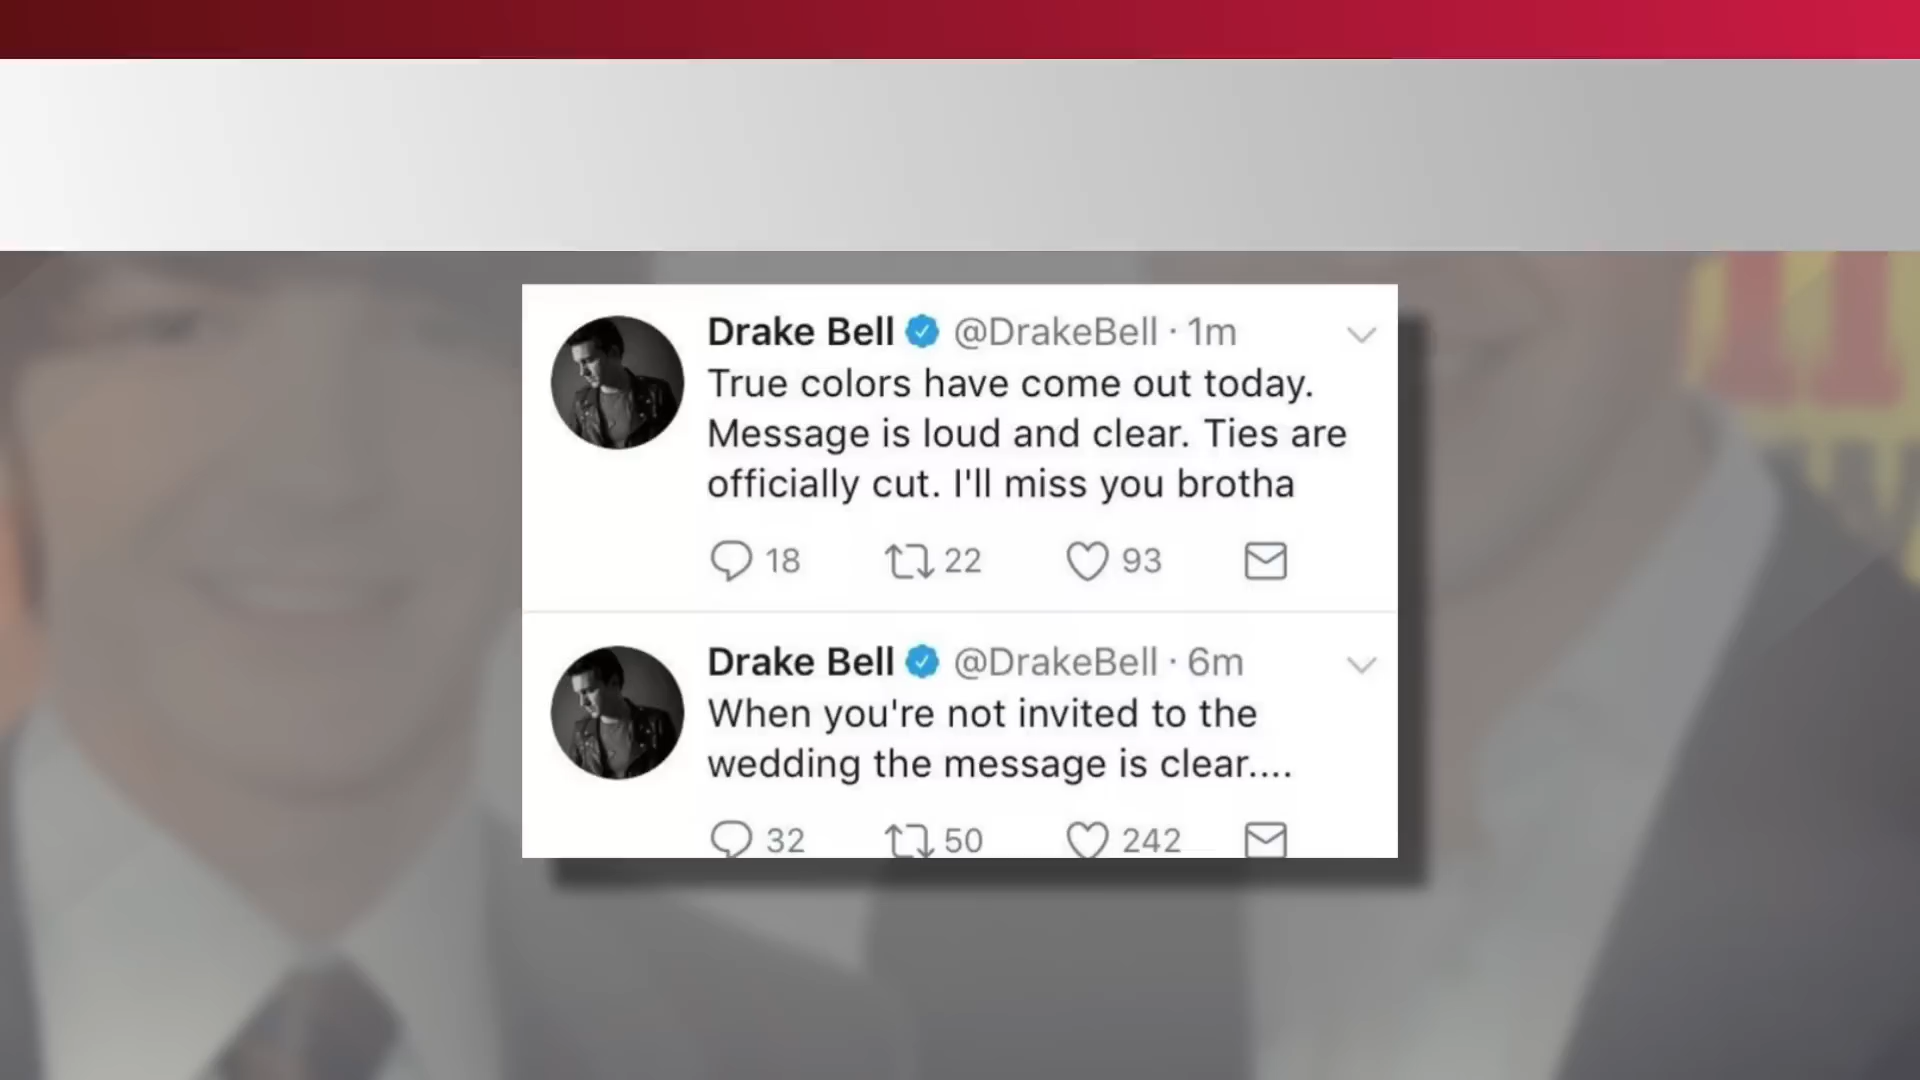 Drake Bell @DrakeBell · 1m
True colors have come out today.
Message is loud and clear. Ties are
officially cut. I'll miss you brotha
18 22 93
Drake Bell @DrakeBell · 6m
When you're not invited to the
wedding the message is clear....
32 50 242